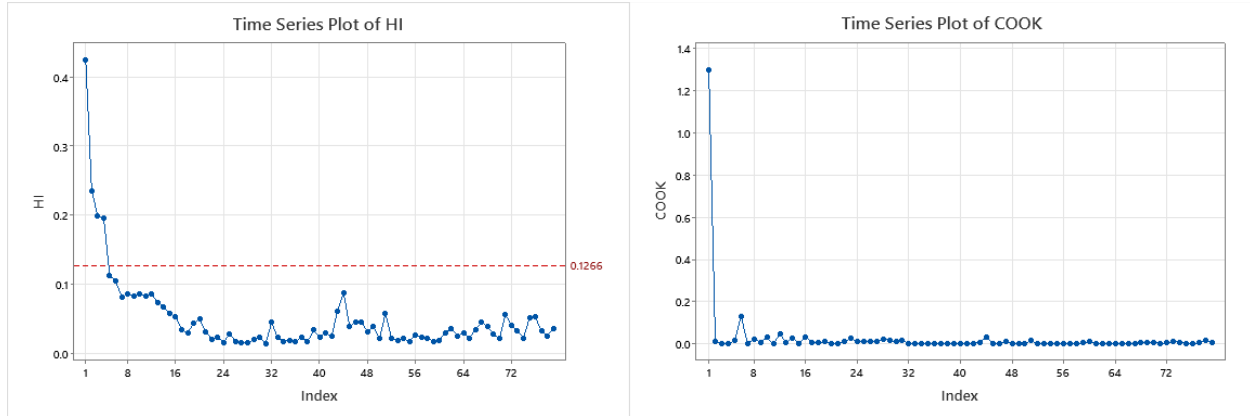 Time Series Plot of HI
0.4
0.3
0.2
0.1
0.0
HI
0.1266
1 8 16 24 32 40 48 56 64 72
Index
Time Series Plot of COOK
1.4
1.2
1.0
0.8
0.6
0.4
0.2
0.0
COOK
1 8 16 24 32 40 48 56 64 72
Index